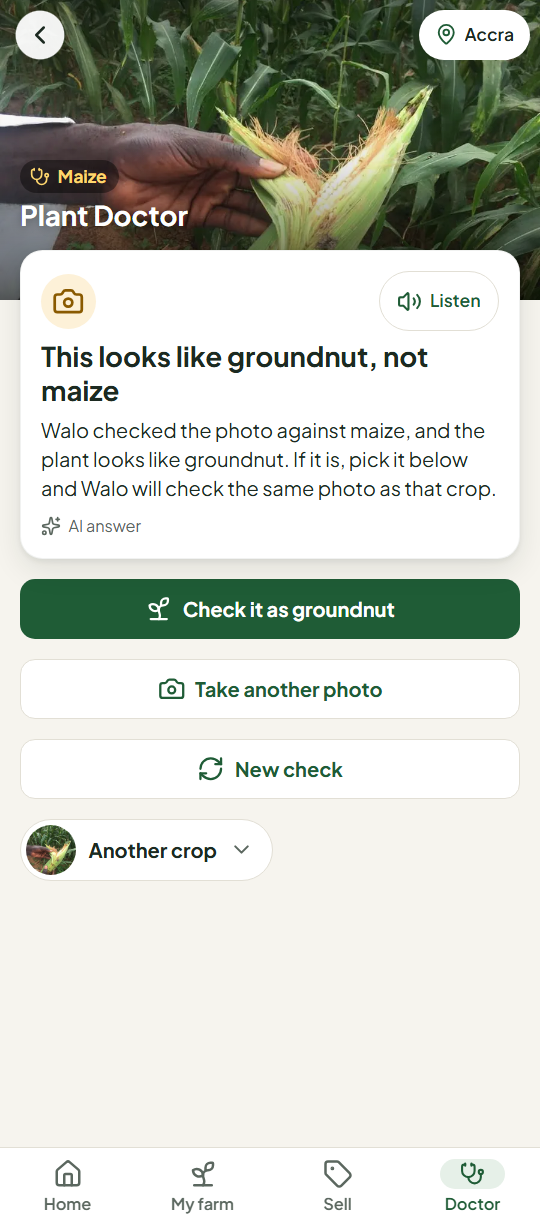 Accra
Maize
Plant Doctor
Listen
This looks like groundnut, not
maize
Walo checked the photo against maize, and the
plant looks like groundnut. If it is, pick it below
and Walo will check the same photo as that crop.
AI answer
Check it as groundnut
Take another photo
New check
Another crop
Home
My farm
Sell
Doctor